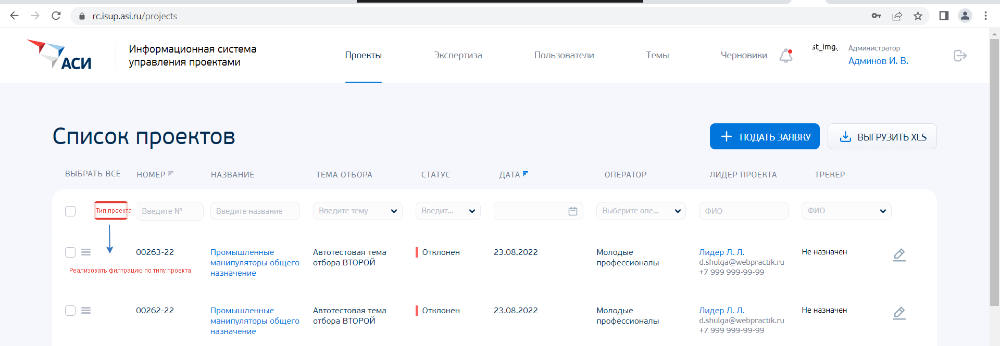 rc.isup.asi.ru/projects
АСИ
Информационная система
управления проектами
Проекты
Экспертиза
Пользователи
Темы
Черновики
st_img.
Администратор
Админов И. В.
Список проектов
ПОДАТЬ ЗАЯВКУ
ВЫГРУЗИТЬ XLS
ВЫБРАТЬ ВСЕ
НОМЕР
НАЗВАНИЕ
ТЕМА ОТБОРА
СТАТУС
ДАТА
ОПЕРАТОР
ЛИДЕР ПРОЕКТА
ТРЕКЕР
Тип проекта
Введите №
Введите название
Введите тему
Введит...
Выберите опе...
ФИО
ФИО
00263-22
Промышленные
манипуляторы общего
назначение
Автотестовая тема
отбора ВТОРОЙ
Отклонен
23.08.2022
Молодые
профессионалы
Лидер Л. Л.
d.shulga@webpractik.ru
+7 999 999-99-99
Не назначен
Реализовать филтрацию по типу проекта
00262-22
Промышленные
манипуляторы общего
назначение
Автотестовая тема
отбора ВТОРОЙ
Отклонен
23.08.2022
Молодые
профессионалы
Лидер Л. Л.
d.shulga@webpractik.ru
+7 999 999-99-99
Не назначен